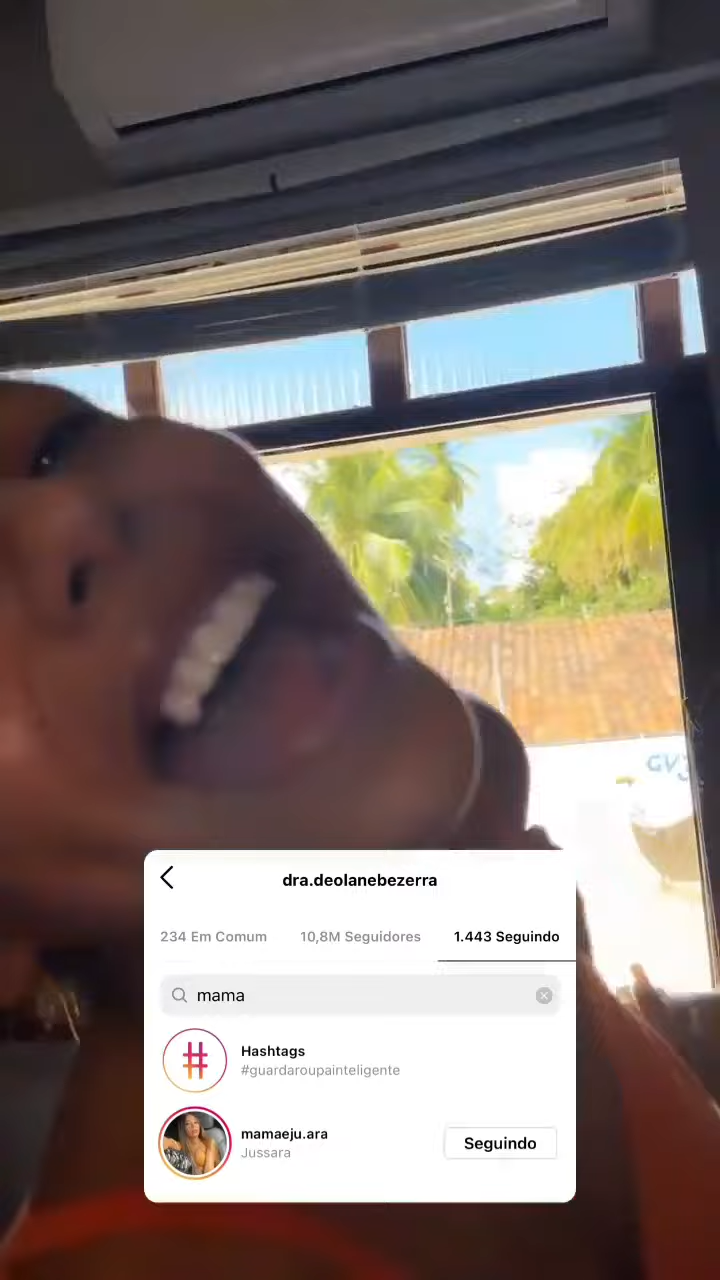 dra.deolanebezerra
234 Em Comum 10,8M Seguidores 1.443 Seguindo
mama
Hashtags
#guardaroupainteligente
mamaeju.ara
Jussara
Seguindo